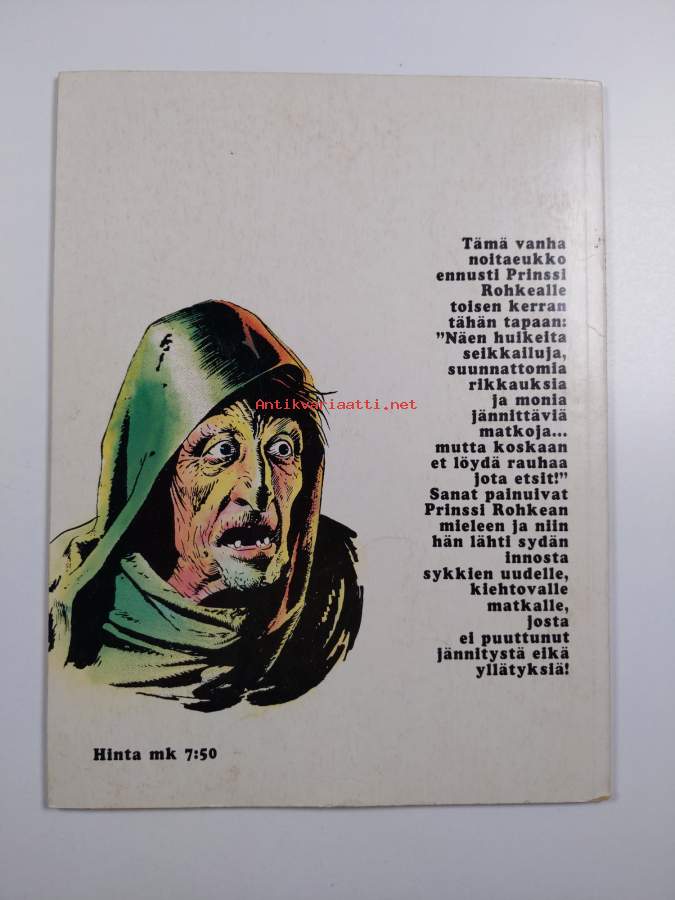 Tämä vanha
noitaeukko
ennusti Prinssi
Rohkealle
toisen kerran
tähän tapaan:
”Näen huikeita
seikkailuja,
suunnattomia
rikkauksia
ja monia
jännittäviä
matkoja...
mutta koskaan
et löydä rauhaa
jota etsit!”
Sanat painuivat
Prinssi Rohkean
mieleen ja niin
hän lähti sydän
innosta
sykkien uudelle,
kiehtovalle
matkalle,
josta
ei puuttunut
jännitystä eikä
yllätyksiä!
Antikvariaatti.net
Hinta mk 7:50